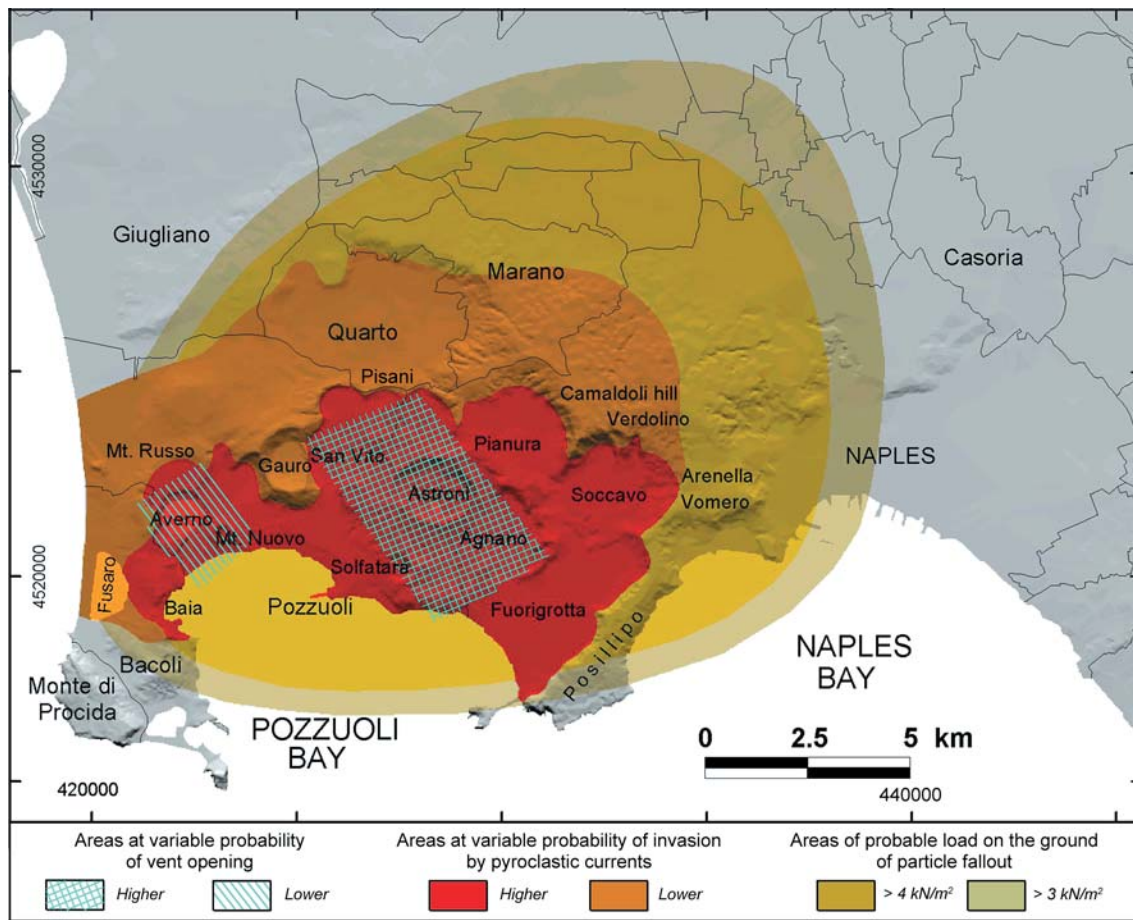 4530000
Giugliano
Casoria
Marano
Quarto
Pisani
Camaldoli hill
Verdolino
Mt. Russo
Gauro
San Vito
Pianura
NAPLES
Arenella
Vomero
Astroni
Soccavo
Averno
Mt. Nuovo
Agnano
4520000
Fusaro
Solfatara
Baia
Pozzuoli
Fuorigrotta
Posillipo
Bacoli
NAPLES
BAY
Monte di
Procida
POZZUOLI
BAY
0 2.5 5 km
420000
440000
Areas at variable probability
of vent opening
Higher
Lower
Areas at variable probability of invasion
by pyroclastic currents
Higher
Lower
Areas of probable load on the ground
of particle fallout
> 4 kN/m²
> 3 kN/m²